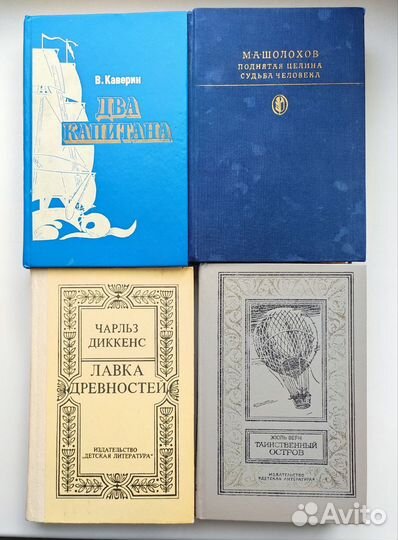 В. Каверин
ДВА
КАПИТАНА
М·А·ШОЛОХОВ
ПОДНЯТАЯ ЦЕЛИНА
СУДЬБА ЧЕЛОВЕКА
ЧАРЛЬЗ
ДИККЕНС
ЛАВКА
ДРЕВНОСТЕЙ
ИЗДАТЕЛЬСТВО
"ДЕТСКАЯ ЛИТЕРАТУРА"
ЖЮЛЬ ВЕРН
ТАИНСТВЕННЫЙ
ОСТРОВ
ИЗДАТЕЛЬСТВО
«ДЕТСКАЯ ЛИТЕРАТУРА»
Avito